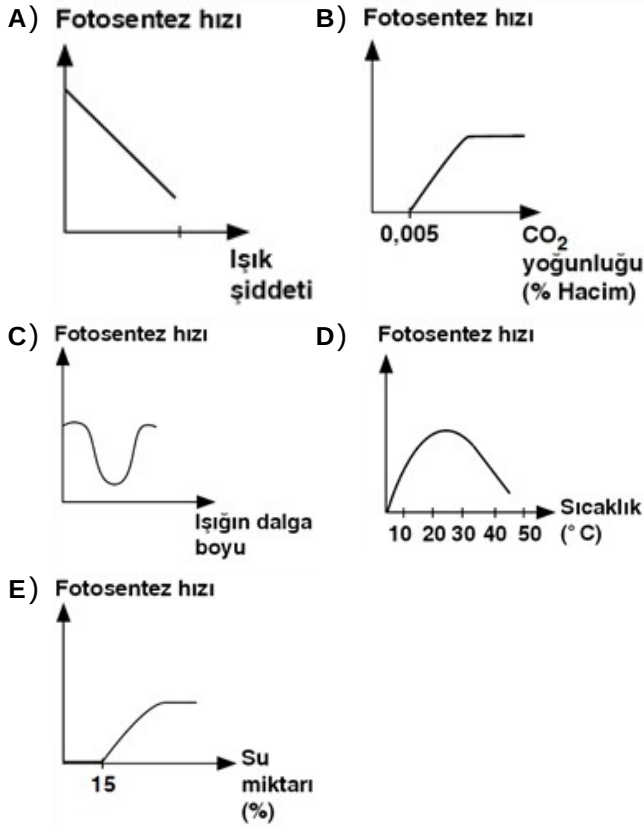 A) Fotosentez hızı
Işık
şiddeti
B) Fotosentez hızı
0,005
CO₂
yoğunluğu
(% Hacim)
C) Fotosentez hızı
Işığın dalga
boyu
D) Fotosentez hızı
10 20 30 40 50
Sıcaklık
(°C)
E) Fotosentez hızı
15
Su
miktarı
(%)